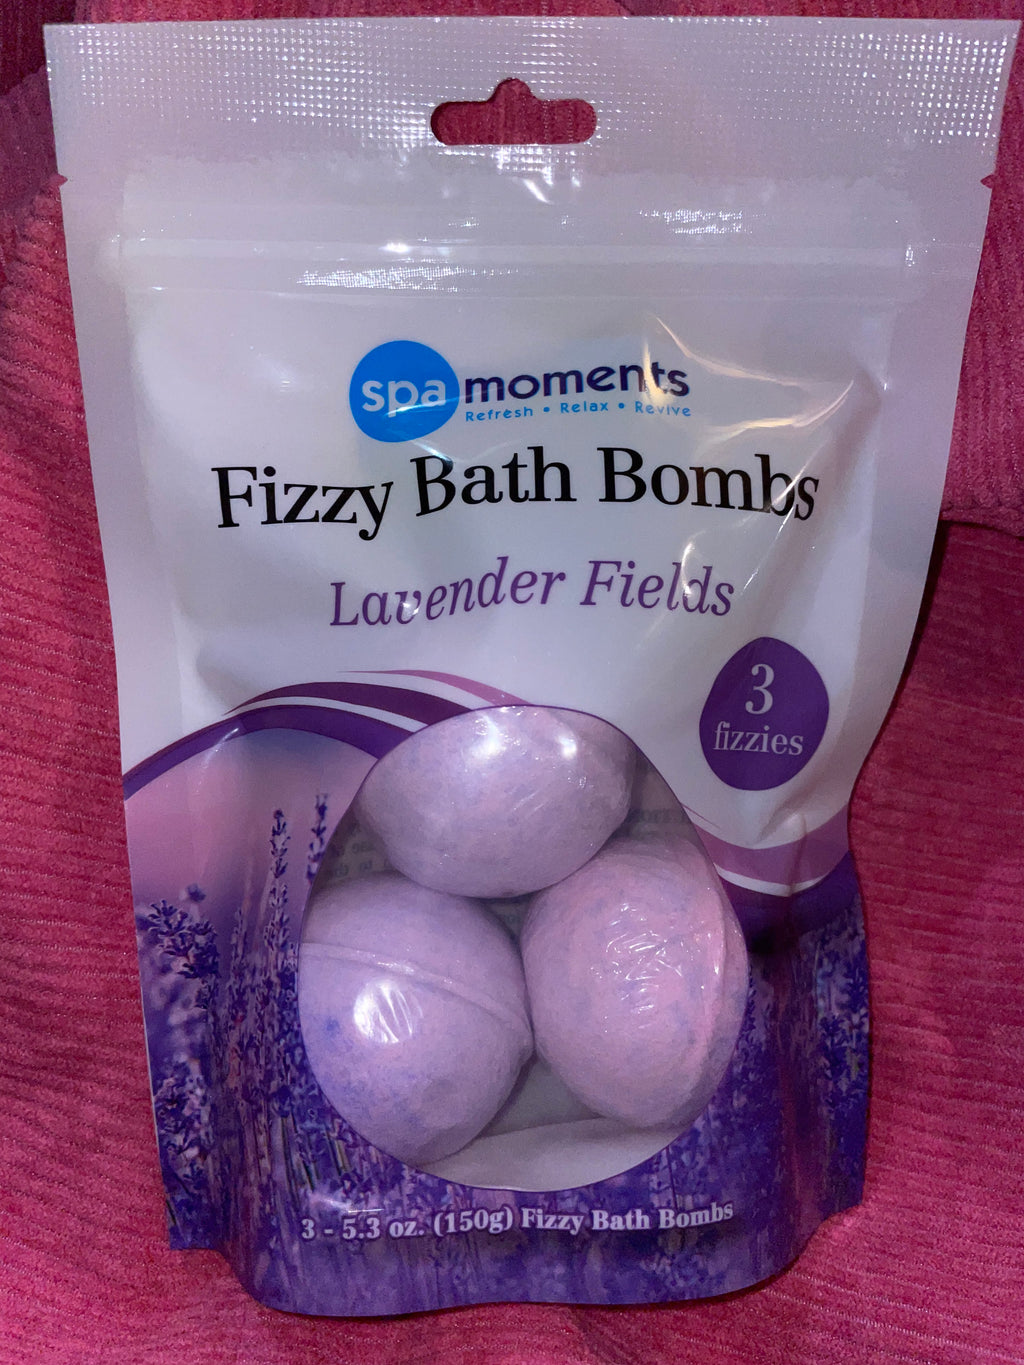 spa moments
Refresh • Relax • Revive
Fizzy Bath Bombs
Lavender Fields
3
fizzies
3 - 5.3 oz. (150g) Fizzy Bath Bombs